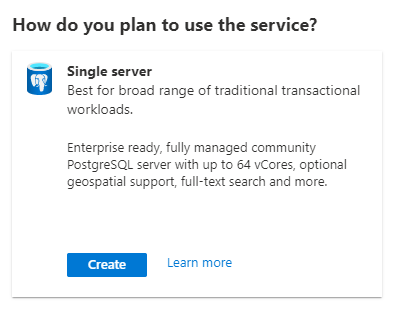 How do you plan to use the service?
Single server
Best for broad range of traditional transactional
workloads.
Enterprise ready, fully managed community
PostgreSQL server with up to 64 vCores, optional
geospatial support, full-text search and more.
Create
Learn more